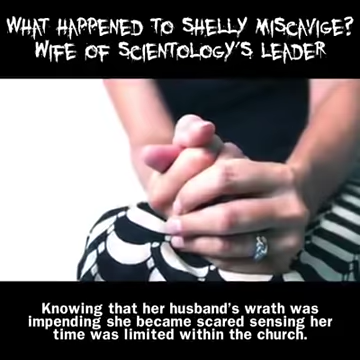 WHAT HAPPENED TO SHELLY MISCAVIGE?
WIFE OF SCIENTOLOGY'S LEADER
Knowing that her husband's wrath was
impending she became scared sensing her
time was limited within the church.